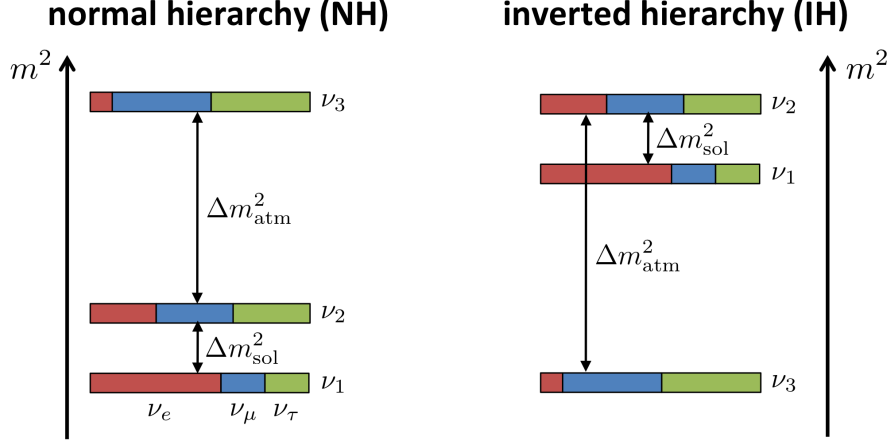 normal hierarchy (NH)
m²
ν₃
Δm²atm
ν₂
Δm²sol
ν₁
νe νμ ντ
inverted hierarchy (IH)
m²
ν₂
Δm²sol
ν₁
Δm²atm
ν₃